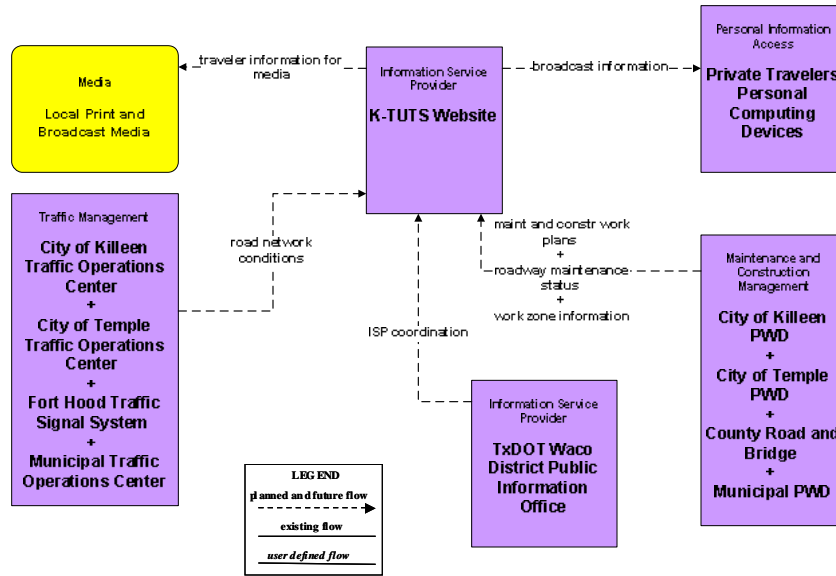 Media
Local Print and
Broadcast Media
traveler information for
media
Information Service
Provider
K-TUTS Website
broadcast information
Personal Information
Access
Private Travelers
Personal
Computing
Devices
Traffic Management
City of Killeen
Traffic Operations
Center
+
City of Temple
Traffic Operations
Center
+
Fort Hood Traffic
Signal System
+
Municipal Traffic
Operations Center
road network
conditions
ISP coordination
maint and constr work
plans
+
roadway maintenance
status
+
work zone information
Maintenance and
Construction
Management
City of Killeen
PWD
+
City of Temple
PWD
+
County Road and
Bridge
+
Municipal PWD
Information Service
Provider
TxDOT Waco
District Public
Information
Office
LEGEND
planned and future flow
existing flow
user defined flow